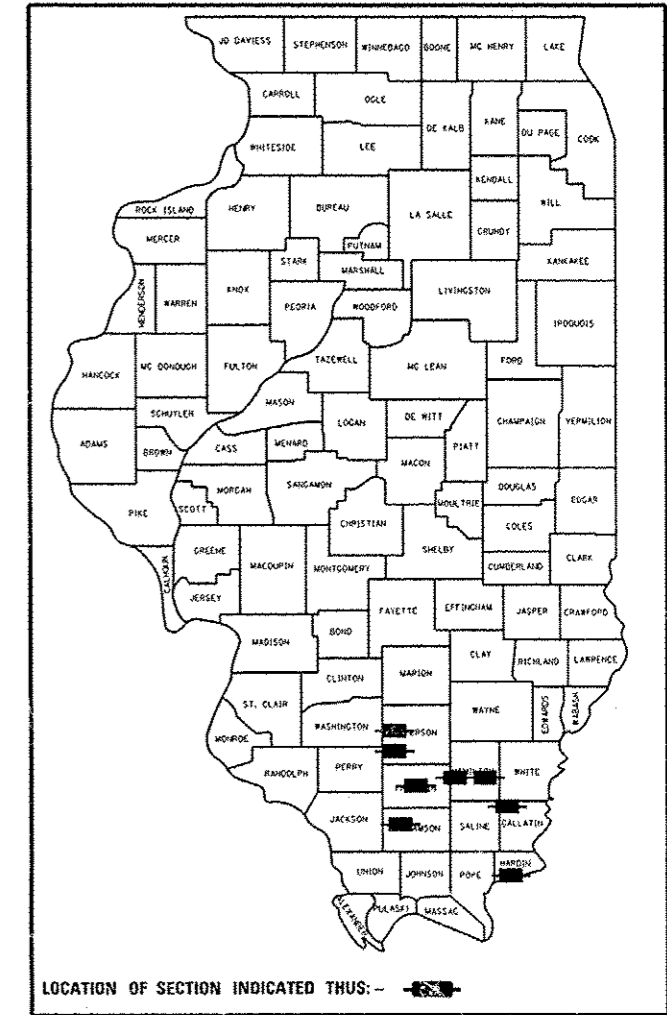 JO DAVIESS
STEPHENSON
WINNEBAGO
BOONE
MC HENRY
LAKE
CARROLL
OGLE
DE KALB
KANE
DU PAGE
COOK
WHITESIDE
LEE
KENDALL
WILL
ROCK ISLAND
HENRY
BUREAU
LA SALLE
GRUNDY
MERCER
PUTNAM
KANKAKEE
STARK
MARSHALL
HENDERSON
WARREN
KNOX
PEORIA
WOODFORD
LIVINGSTON
IROQUOIS
HANCOCK
MC DONOUGH
FULTON
TAZEWELL
MC LEAN
FORD
SCHUYLER
MASON
LOGAN
DE WITT
CHAMPAIGN
VERMILION
ADAMS
BROWN
CASS
MENARD
MACON
PIATT
PIKE
SCOTT
MORGAN
SANGAMON
CHRISTIAN
MOULTRIE
DOUGLAS
EDGAR
COLES
SHELBY
CALHOUN
GREENE
MACOUPIN
MONTGOMERY
CUMBERLAND
CLARK
JERSEY
FAYETTE
EFFINGHAM
JASPER
CRAWFORD
MADISON
BOND
CLAY
RICHLAND
LAWRENCE
CLINTON
MARION
ST. CLAIR
WAYNE
EDWARDS
WABASH
MONROE
WASHINGTON
ERSON
RANDOLPH
PERRY
WHITE
JACKSON
AMSON
SALINE
GALLATIN
UNION
JOHNSON
POPE
HARDIN
ALEXANDER
PULASKI
MASSAC
LOCATION OF SECTION INDICATED THUS: -